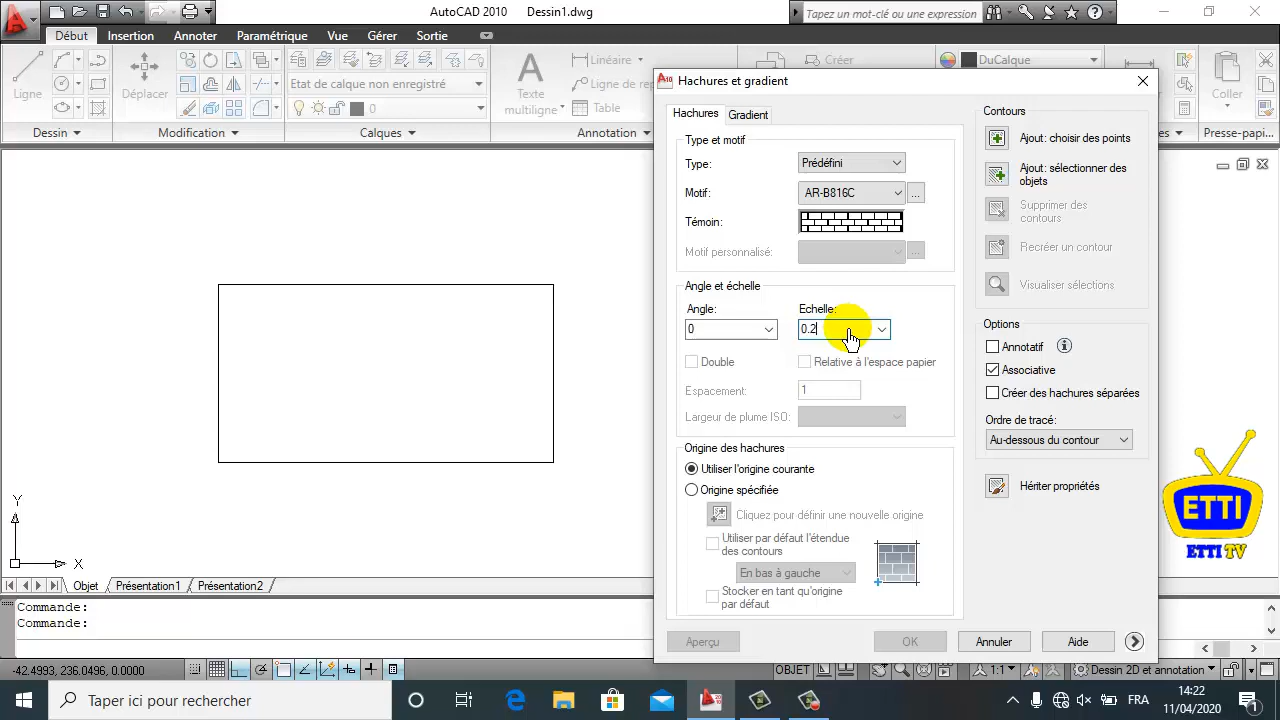 AutoCAD 2010 Dessin1.dwg
Tapez un mot-clé ou une expression
Début Insertion Annoter Paramétrique Vue Gérer Sortie
Ligne
Déplacer
Etat de calque non enregistré
0
Texte
multiligne
Linéaire
Ligne de re
Table
Créer
DuCalque
Coller
Dessin
Modification
Calques
Annotation
Presse-papi...
Hachures et gradient
Hachures
Gradient
Type et motif
Type:
Prédéfini
Motif:
AR-B816C
...
Témoin:
Motif personnalisé:
...
Angle et échelle
Angle:
Echelle:
0
0.2
Double
Relative à l'espace papier
Espacement:
1
Largeur de plume ISO:
Origine des hachures
Utiliser l'origine courante
Origine spécifiée
Cliquez pour définir une nouvelle origine
Utiliser par défaut l'étendue
des contours
En bas à gauche
Stocker en tant qu'origine
par défaut
Contours
Ajout: choisir des points
Ajout: sélectionner des
objets
Supprimer des
contours
Recréer un contour
Visualiser sélections
Options
Annotatif
Associative
Créer des hachures séparées
Ordre de tracé:
Au-dessous du contour
Hériter propriétés
Aperçu
OK
Annuler
Aide
Y
X
ETTI
ETTI TV
Objet Présentation1 Présentation2
Commande:
Commande:
-42.4993, 236.0496, 0.0000
OBJET
1:1
Dessin 2D et annotation
Taper ici pour rechercher
FRA
14:22
11/04/2020
1